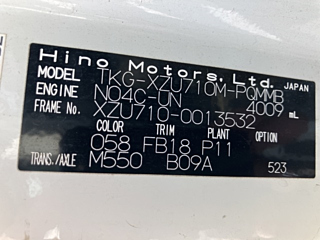 Hino Motors, Ltd. JAPAN
MODEL TKG-XZU710M-PQMMB
ENGINE N04C-UN 4009 mL
FRAME No. XZU710-0013532
COLOR TRIM PLANT OPTION
058 FB18 P11
TRANS./AXLE M550 B09A 523